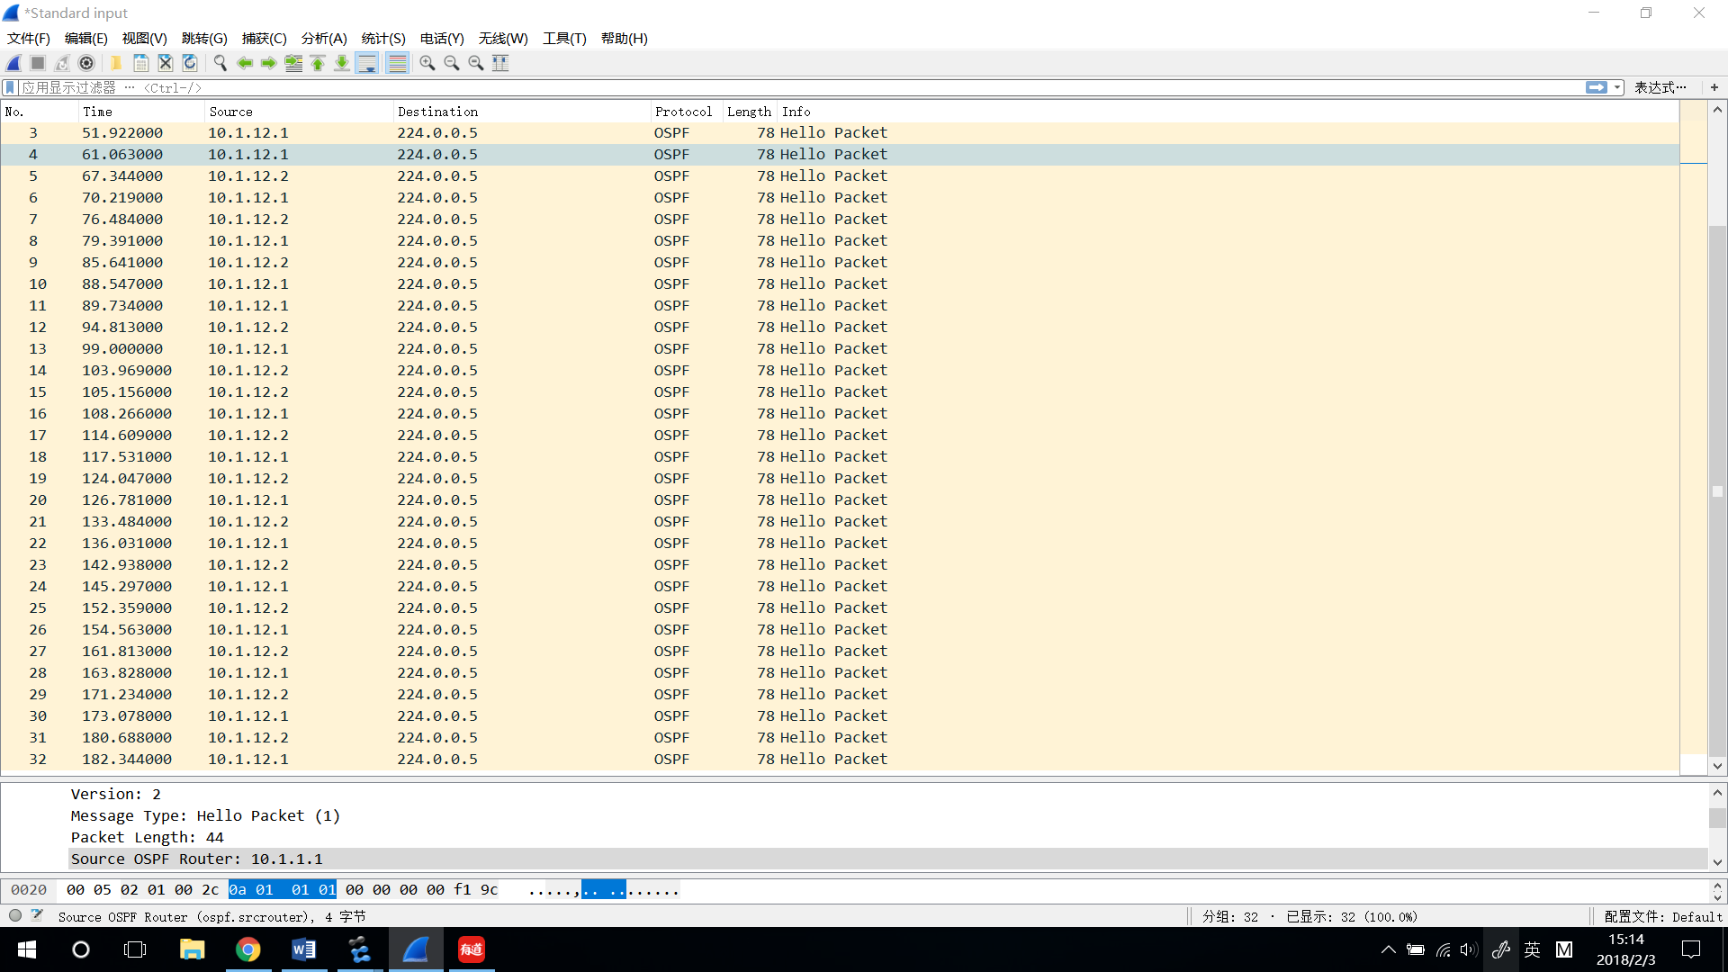 *Standard input
文件(F) 编辑(E) 视图(V) 跳转(G) 捕获(C) 分析(A) 统计(S) 电话(Y) 无线(W) 工具(T) 帮助(H)
应用显示过滤器 … <Ctrl-/> 表达式… +
No. Time Source Destination Protocol Length Info
3 51.922000 10.1.12.1 224.0.0.5 OSPF 78 Hello Packet
4 61.063000 10.1.12.1 224.0.0.5 OSPF 78 Hello Packet
5 67.344000 10.1.12.2 224.0.0.5 OSPF 78 Hello Packet
6 70.219000 10.1.12.1 224.0.0.5 OSPF 78 Hello Packet
7 76.484000 10.1.12.2 224.0.0.5 OSPF 78 Hello Packet
8 79.391000 10.1.12.1 224.0.0.5 OSPF 78 Hello Packet
9 85.641000 10.1.12.2 224.0.0.5 OSPF 78 Hello Packet
10 88.547000 10.1.12.1 224.0.0.5 OSPF 78 Hello Packet
11 89.734000 10.1.12.1 224.0.0.5 OSPF 78 Hello Packet
12 94.813000 10.1.12.2 224.0.0.5 OSPF 78 Hello Packet
13 99.000000 10.1.12.1 224.0.0.5 OSPF 78 Hello Packet
14 103.969000 10.1.12.2 224.0.0.5 OSPF 78 Hello Packet
15 105.156000 10.1.12.2 224.0.0.5 OSPF 78 Hello Packet
16 108.266000 10.1.12.1 224.0.0.5 OSPF 78 Hello Packet
17 114.609000 10.1.12.2 224.0.0.5 OSPF 78 Hello Packet
18 117.531000 10.1.12.1 224.0.0.5 OSPF 78 Hello Packet
19 124.047000 10.1.12.2 224.0.0.5 OSPF 78 Hello Packet
20 126.781000 10.1.12.1 224.0.0.5 OSPF 78 Hello Packet
21 133.484000 10.1.12.2 224.0.0.5 OSPF 78 Hello Packet
22 136.031000 10.1.12.1 224.0.0.5 OSPF 78 Hello Packet
23 142.938000 10.1.12.2 224.0.0.5 OSPF 78 Hello Packet
24 145.297000 10.1.12.1 224.0.0.5 OSPF 78 Hello Packet
25 152.359000 10.1.12.2 224.0.0.5 OSPF 78 Hello Packet
26 154.563000 10.1.12.1 224.0.0.5 OSPF 78 Hello Packet
27 161.813000 10.1.12.2 224.0.0.5 OSPF 78 Hello Packet
28 163.828000 10.1.12.1 224.0.0.5 OSPF 78 Hello Packet
29 171.234000 10.1.12.2 224.0.0.5 OSPF 78 Hello Packet
30 173.078000 10.1.12.1 224.0.0.5 OSPF 78 Hello Packet
31 180.688000 10.1.12.2 224.0.0.5 OSPF 78 Hello Packet
32 182.344000 10.1.12.1 224.0.0.5 OSPF 78 Hello Packet
Version: 2
Message Type: Hello Packet (1)
Packet Length: 44
Source OSPF Router: 10.1.1.1
0020 00 05 02 01 00 2c 0a 01 01 01 00 00 00 00 f1 9c .....,.. ........
Source OSPF Router (ospf.srcrouter), 4 字节 分组: 32 · 已显示: 32 (100.0%) 配置文件: Default
有道 英 M 15:14
2018/2/3